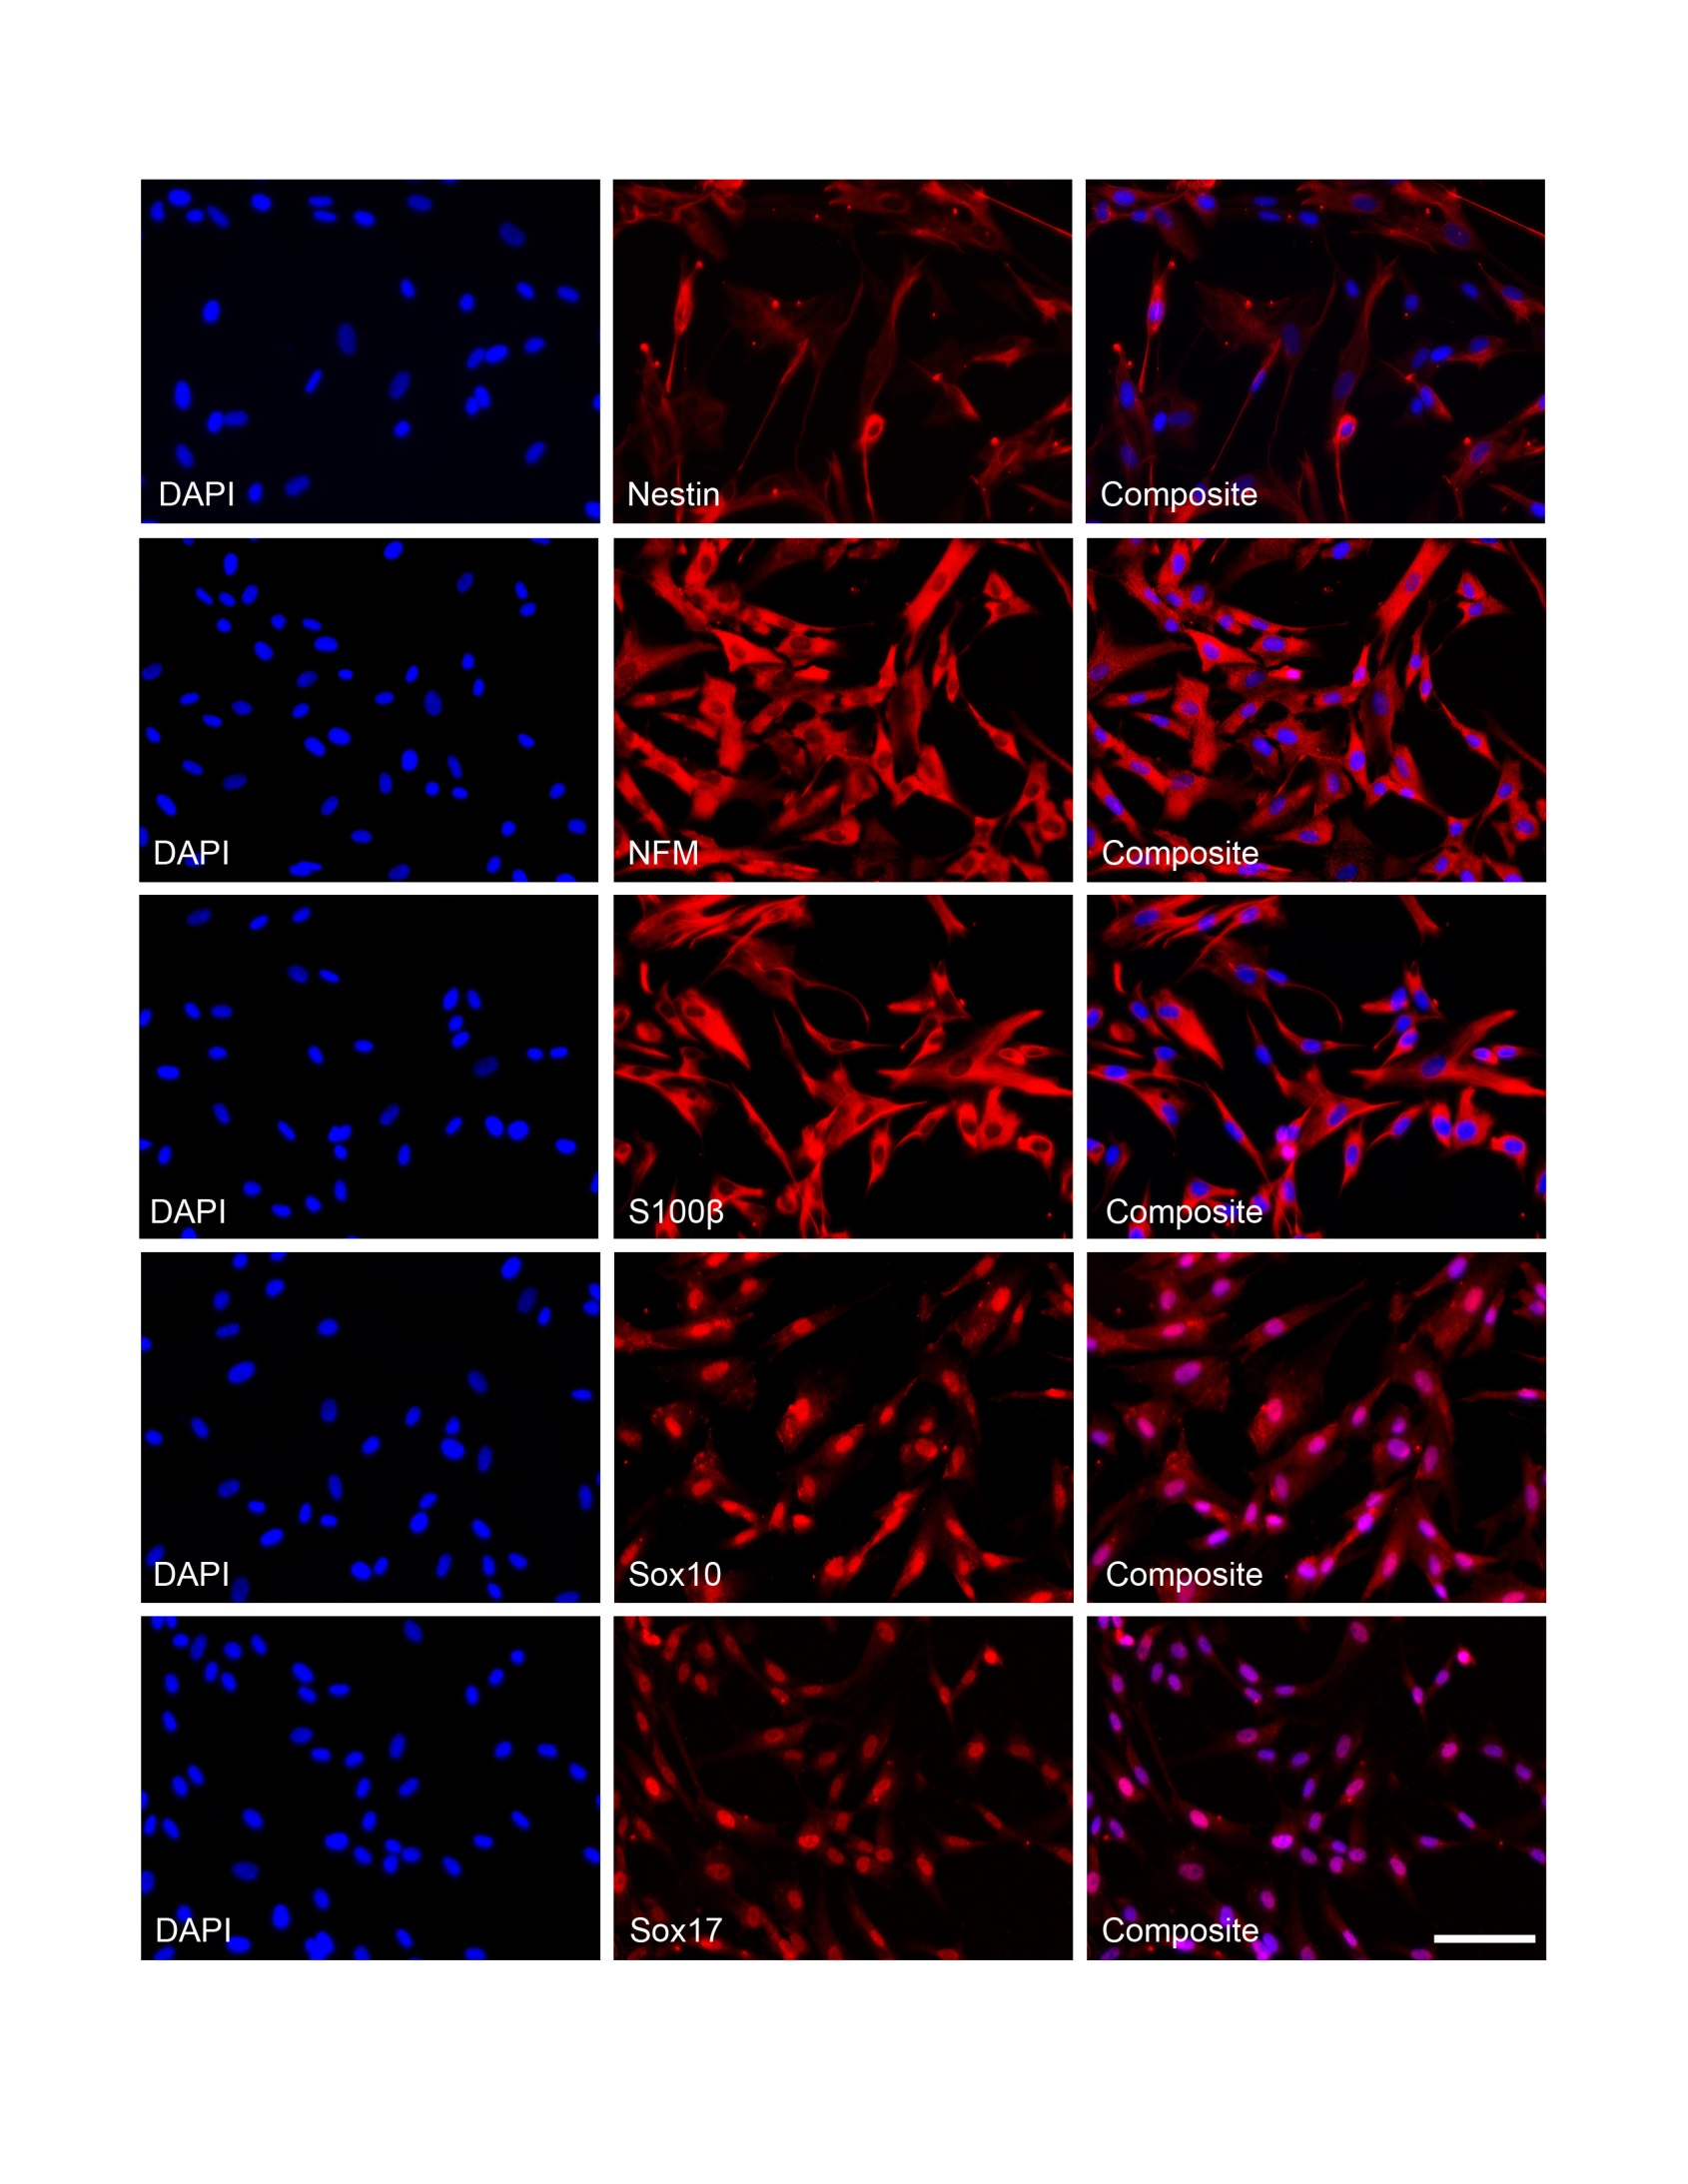 DAPI
Nestin
Composite
DAPI
NFM
Composite
DAPI
S100β
Composite
DAPI
Sox10
Composite
DAPI
Sox17
Composite